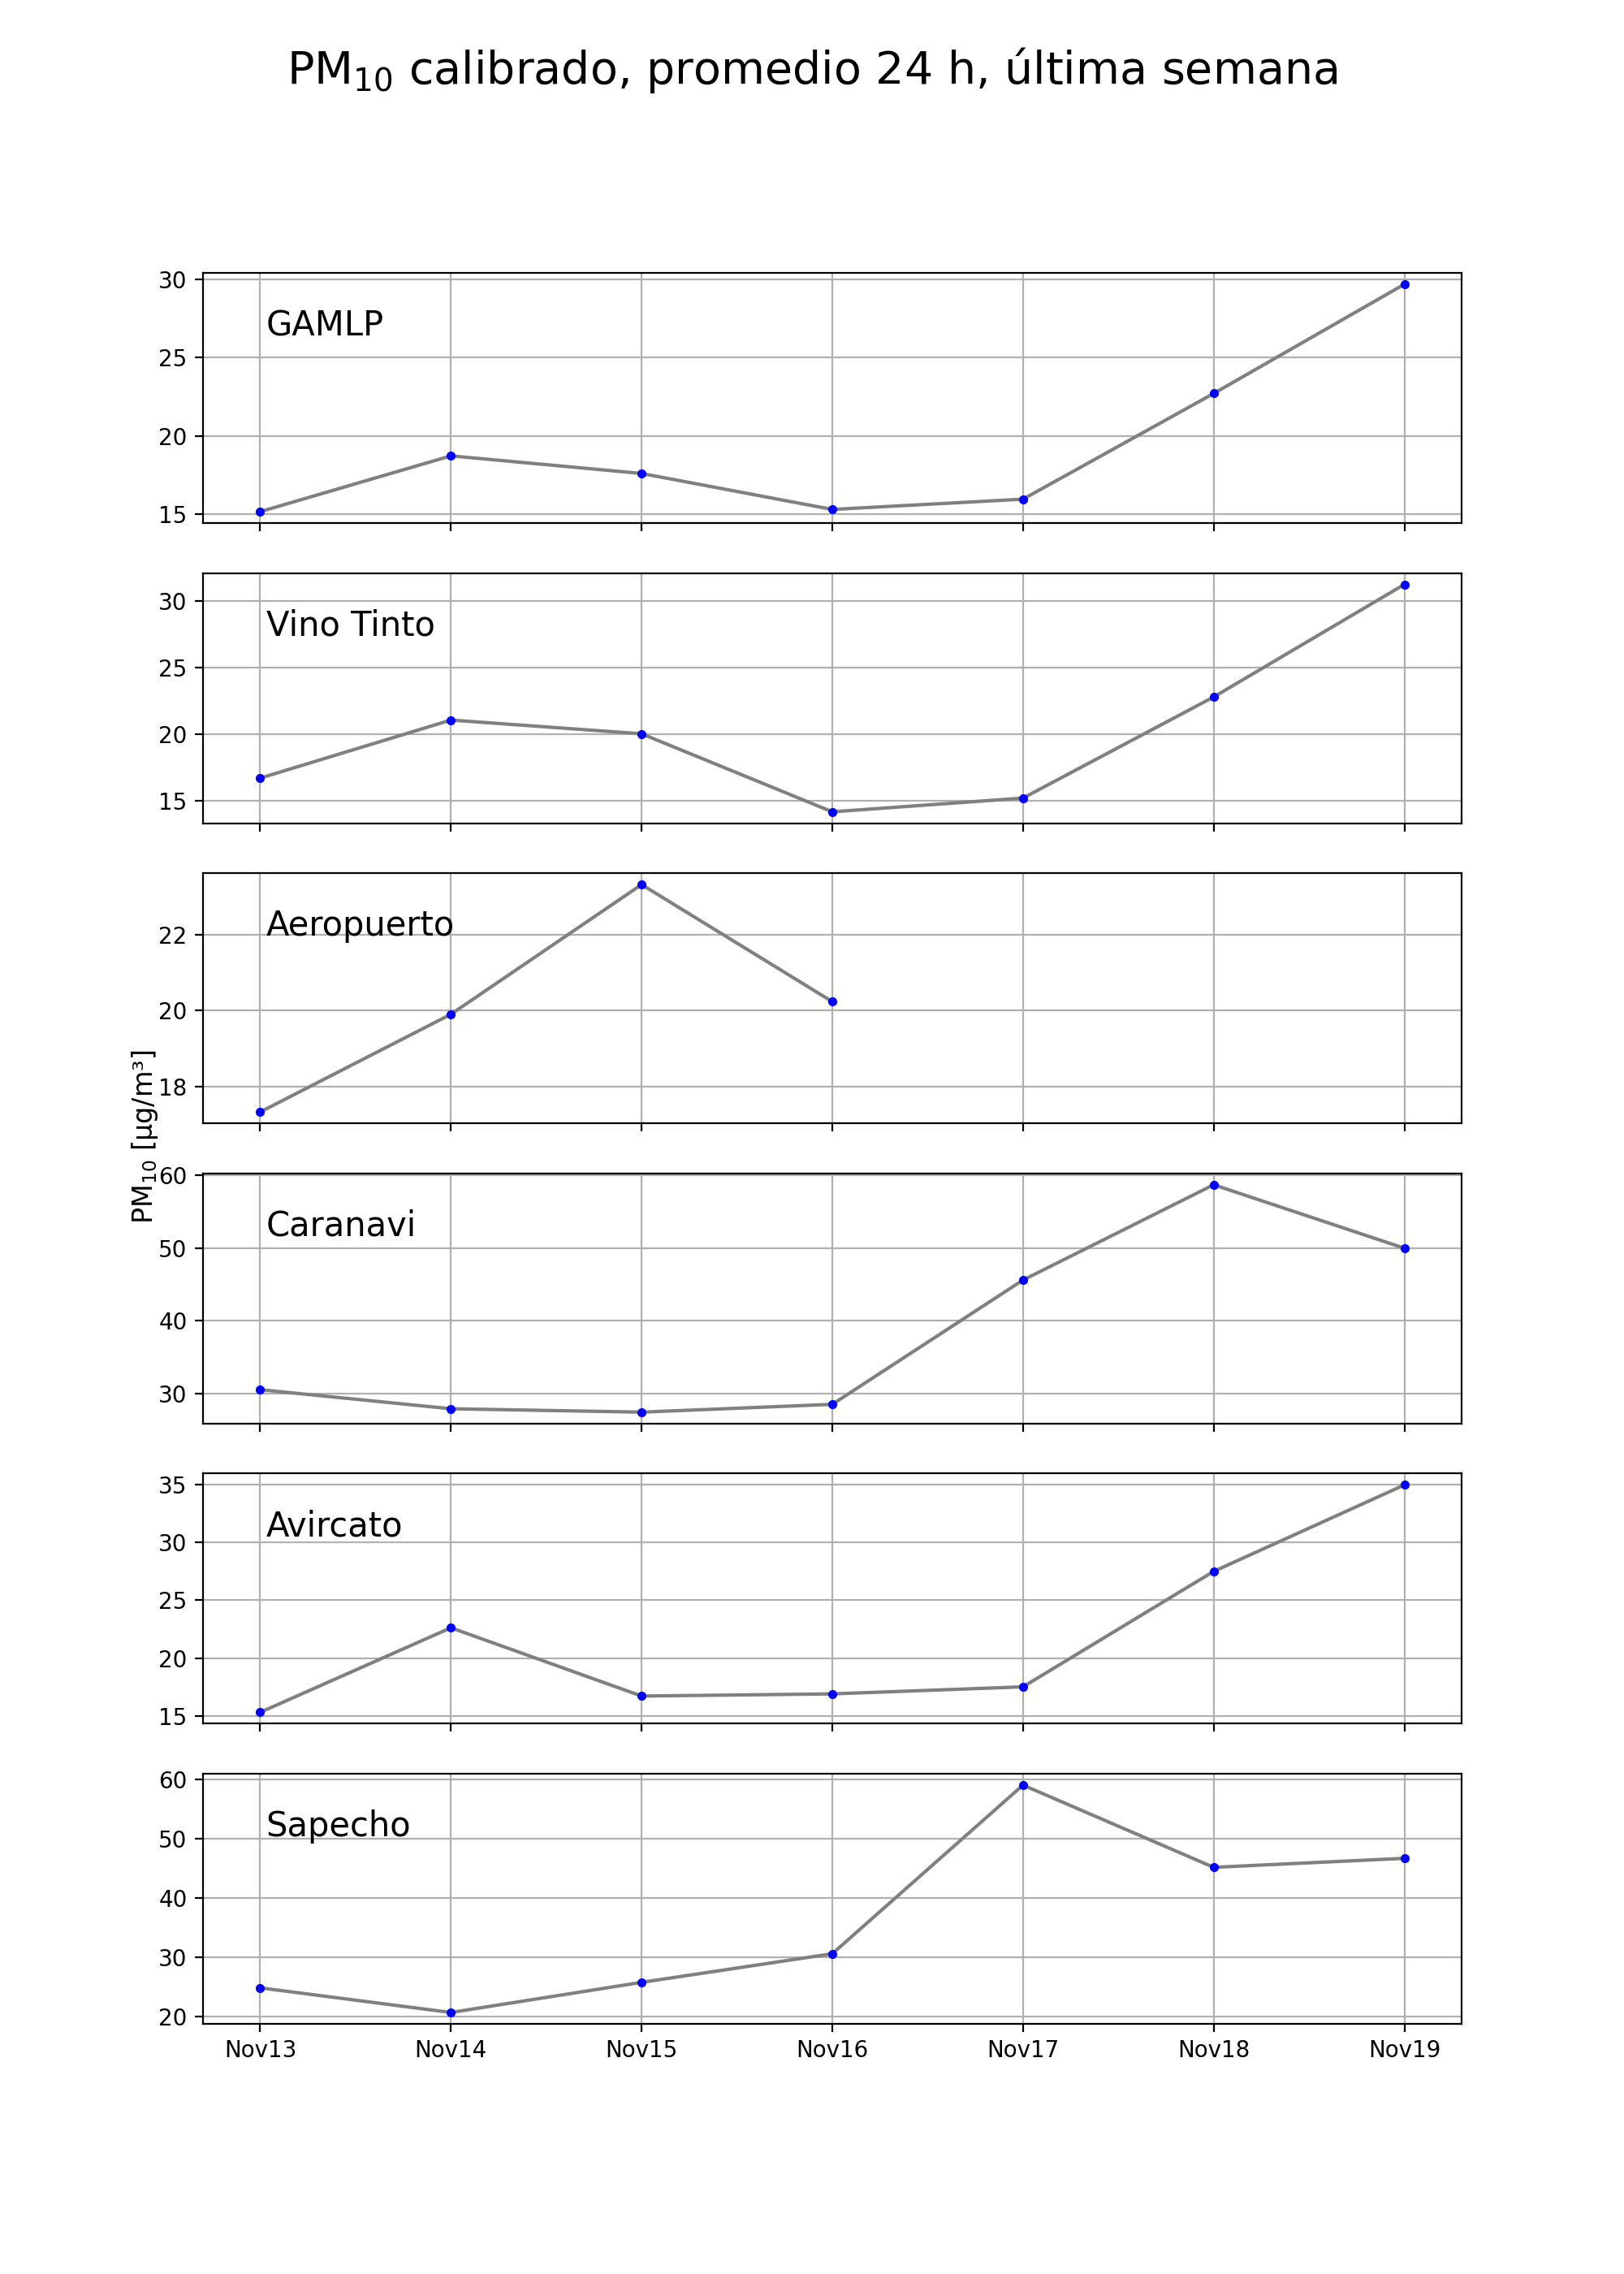 PM₁₀ calibrado, promedio 24 h, última semana
PM₁₀ [µg/m³]
30
25
20
15
GAMLP
30
25
20
15
Vino Tinto
22
20
18
Aeropuerto
60
50
40
30
Caranavi
35
30
25
20
15
Avircato
60
50
40
30
20
Sapecho
Nov13 Nov14 Nov15 Nov16 Nov17 Nov18 Nov19